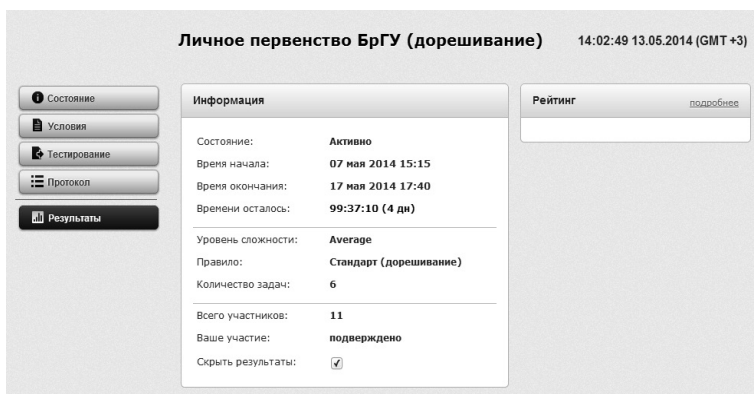 Личное первенство БрГУ (дорешивание)
14:02:49 13.05.2014 (GMT +3)
Состояние
Условия
Тестирование
Протокол
Результаты
Информация
Состояние: Активно
Время начала: 07 мая 2014 15:15
Время окончания: 17 мая 2014 17:40
Времени осталось: 99:37:10 (4 дн)
Уровень сложности: Average
Правило: Стандарт (дорешивание)
Количество задач: 6
Всего участников: 11
Ваше участие: подверждено
Скрыть результаты:
Рейтинг подробнее